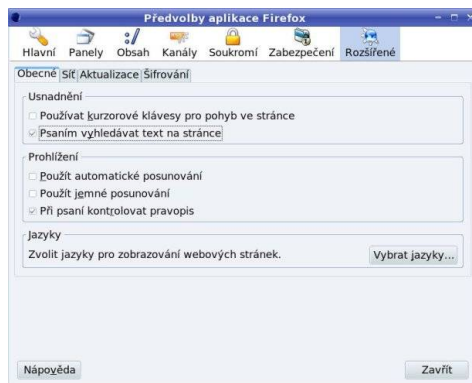 Předvolby aplikace Firefox
Hlavní Panely Obsah Kanály Soukromí Zabezpečení Rozšířené
Obecné Síť Aktualizace Šifrování
Usnadnění
Používat kurzorové klávesy pro pohyb ve stránce
Psaním vyhledávat text na stránce
Prohlížení
Použít automatické posunování
Použít jemné posunování
Při psaní kontrolovat pravopis
Jazyky
Zvolit jazyky pro zobrazování webových stránek.
Vybrat jazyky...
Nápověda
Zavřít